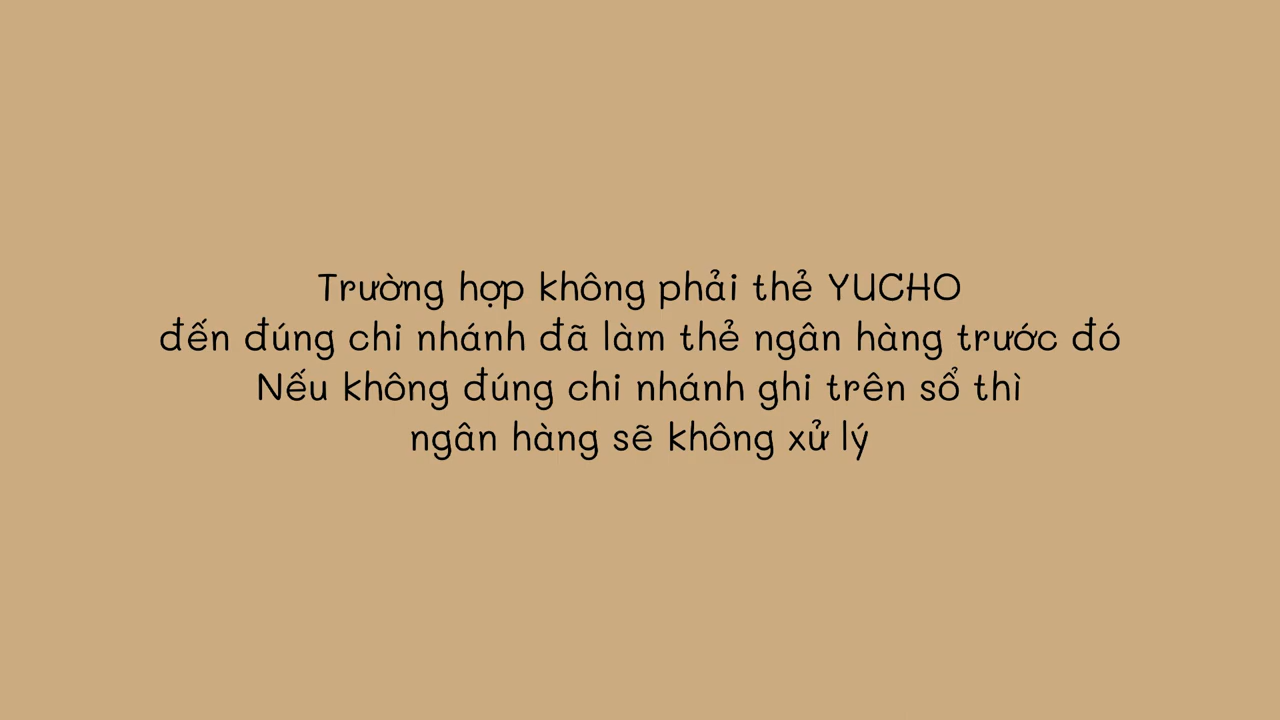 Trường hợp không phải thẻ YUCHO
đến đúng chi nhánh đã làm thẻ ngân hàng trước đó
Nếu không đúng chi nhánh ghi trên sổ thì
ngân hàng sẽ không xử lý